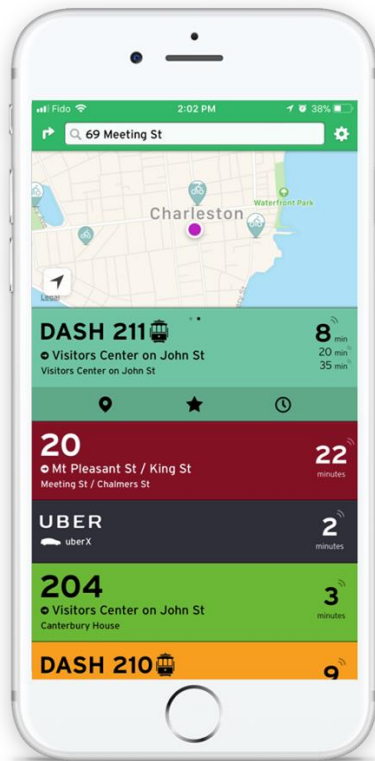 Fido
2:02 PM
38%
69 Meeting St
Charleston
Waterfront Park
Legal
DASH 211
8 min
Visitors Center on John St
20 min
Visitors Center on John St
35 min
20
22
Mt Pleasant St / King St
minutes
Meeting St / Chalmers St
UBER
2
uberX
minutes
204
3
Visitors Center on John St
minutes
Canterbury House
DASH 210
9